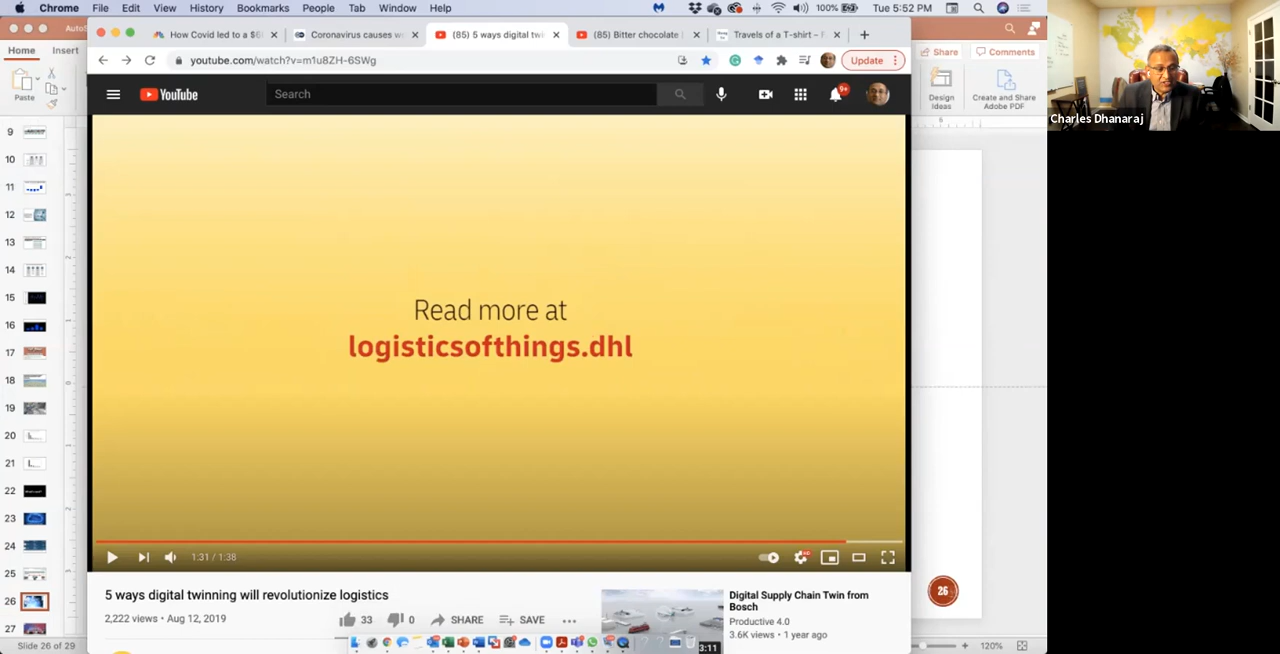 Chrome File Edit View History Bookmarks People Tab Window Help 100% Tue 5:52 PM
How Covid led to a $6
Coronavirus causes w
(85) 5 ways digital twi
(85) Bitter chocolate
Travels of a T-shirt –
youtube.com/watch?v=m1u8ZH-6SWg
Update
YouTube
Search
9+
Home Insert
Share Comments
Paste
Design
Ideas
Create and Share
Adobe PDF
Charles Dhanaraj
9
10
11
12
13
14
15
16
17
18
19
20
21
22
23
24
25
26
27
Read more at
logisticsofthings.dhl
1:31 / 1:38
5 ways digital twinning will revolutionize logistics
2,222 views • Aug 12, 2019
33 0 SHARE SAVE
Digital Supply Chain Twin from
Bosch
Productive 4.0
3.6K views • 1 year ago
3:11
26
Slide 26 of 29
120%